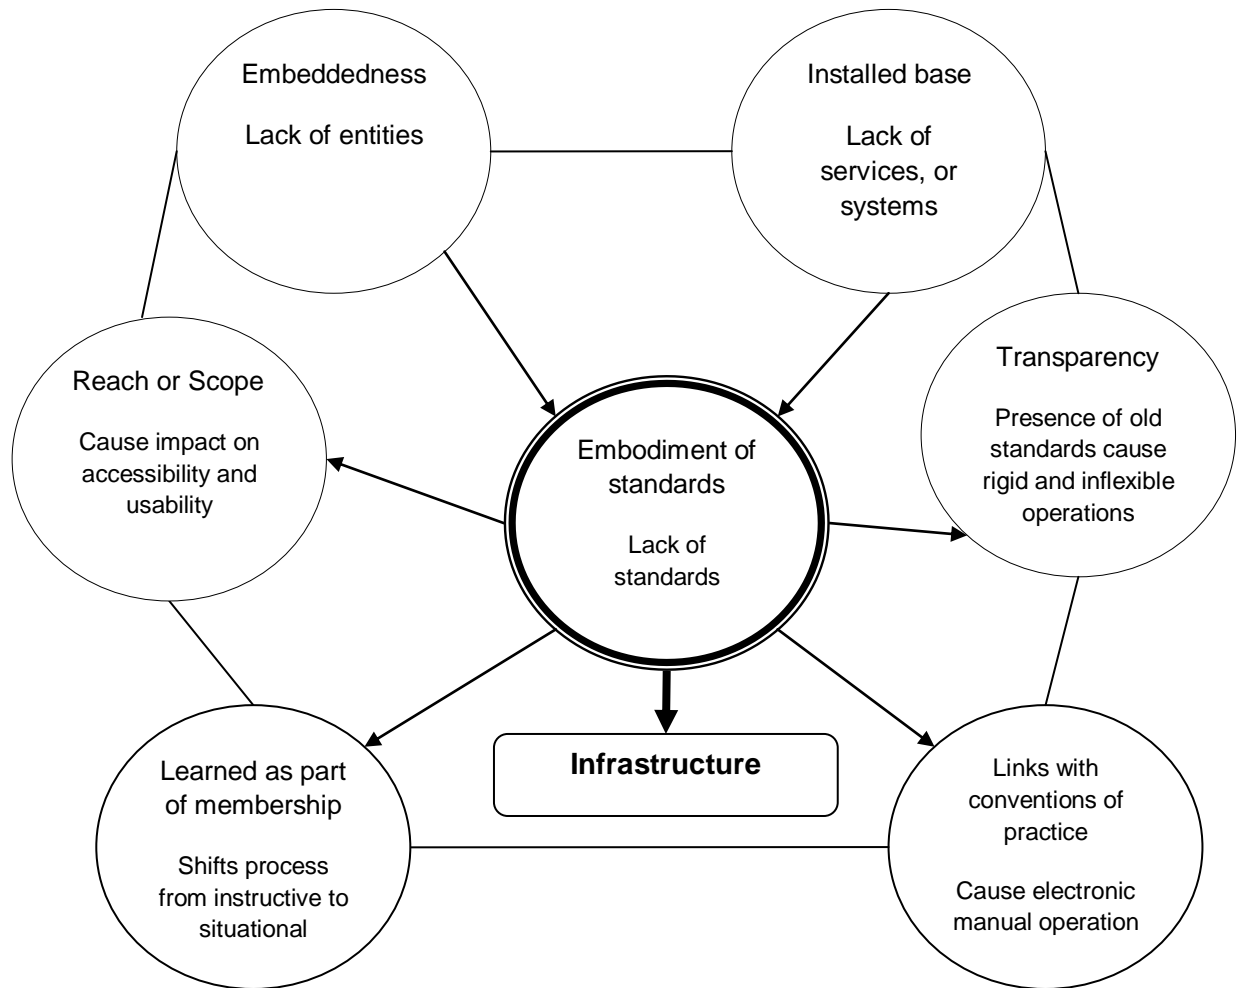 Embeddedness
Lack of entities
Installed base
Lack of
services, or
systems
Reach or Scope
Cause impact on
accessibility and
usability
Embodiment of
standards
Lack of
standards
Transparency
Presence of old
standards cause
rigid and inflexible
operations
Learned as part
of membership
Shifts process
from instructive to
situational
Infrastructure
Links with
conventions of
practice
Cause electronic
manual operation